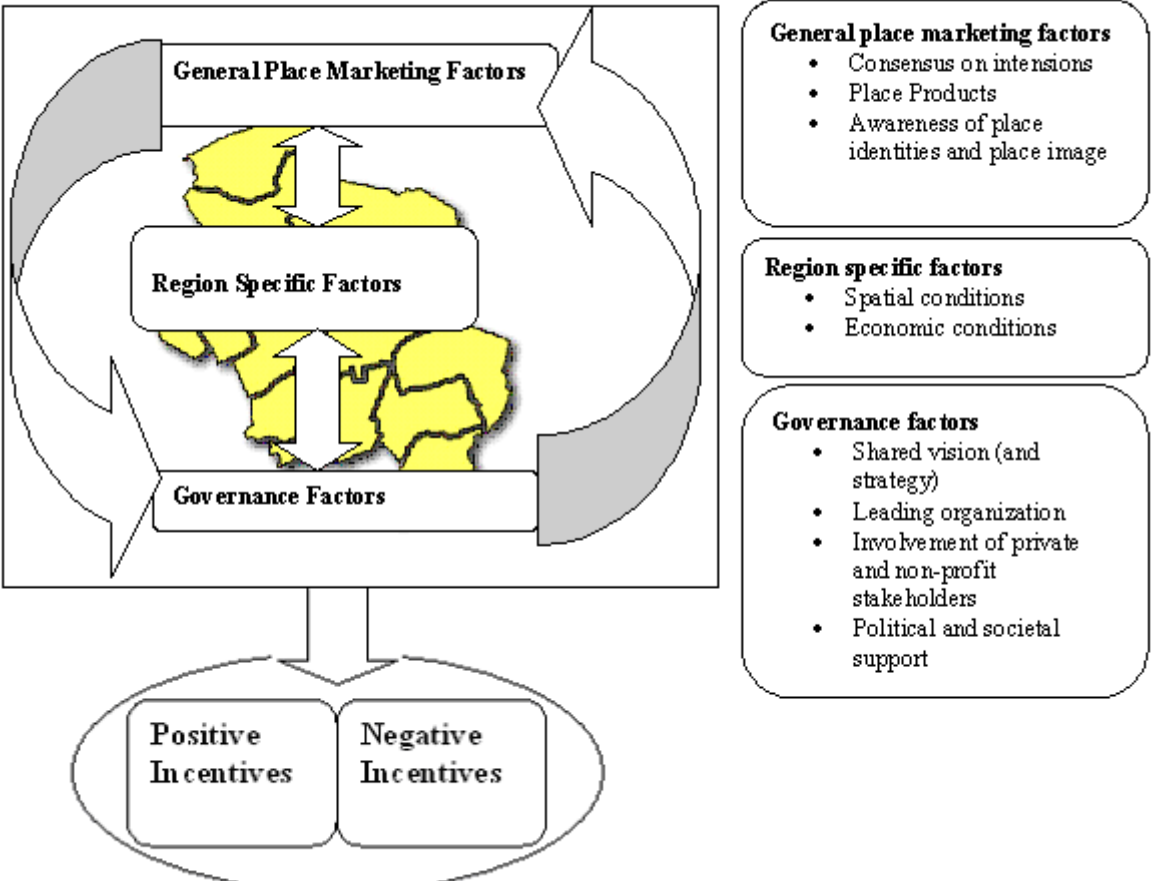 General Place Marketing Factors
Region Specific Factors
Governance Factors
Positive
Incentives
Negative
Incentives
General place marketing factors
• Consensus on intensions
• Place Products
• Awareness of place
identities and place image
Region specific factors
• Spatial conditions
• Economic conditions
Governance factors
• Shared vision (and
strategy)
• Leading organization
• Involvement of private
and non-profit
stakeholders
• Political and societal
support